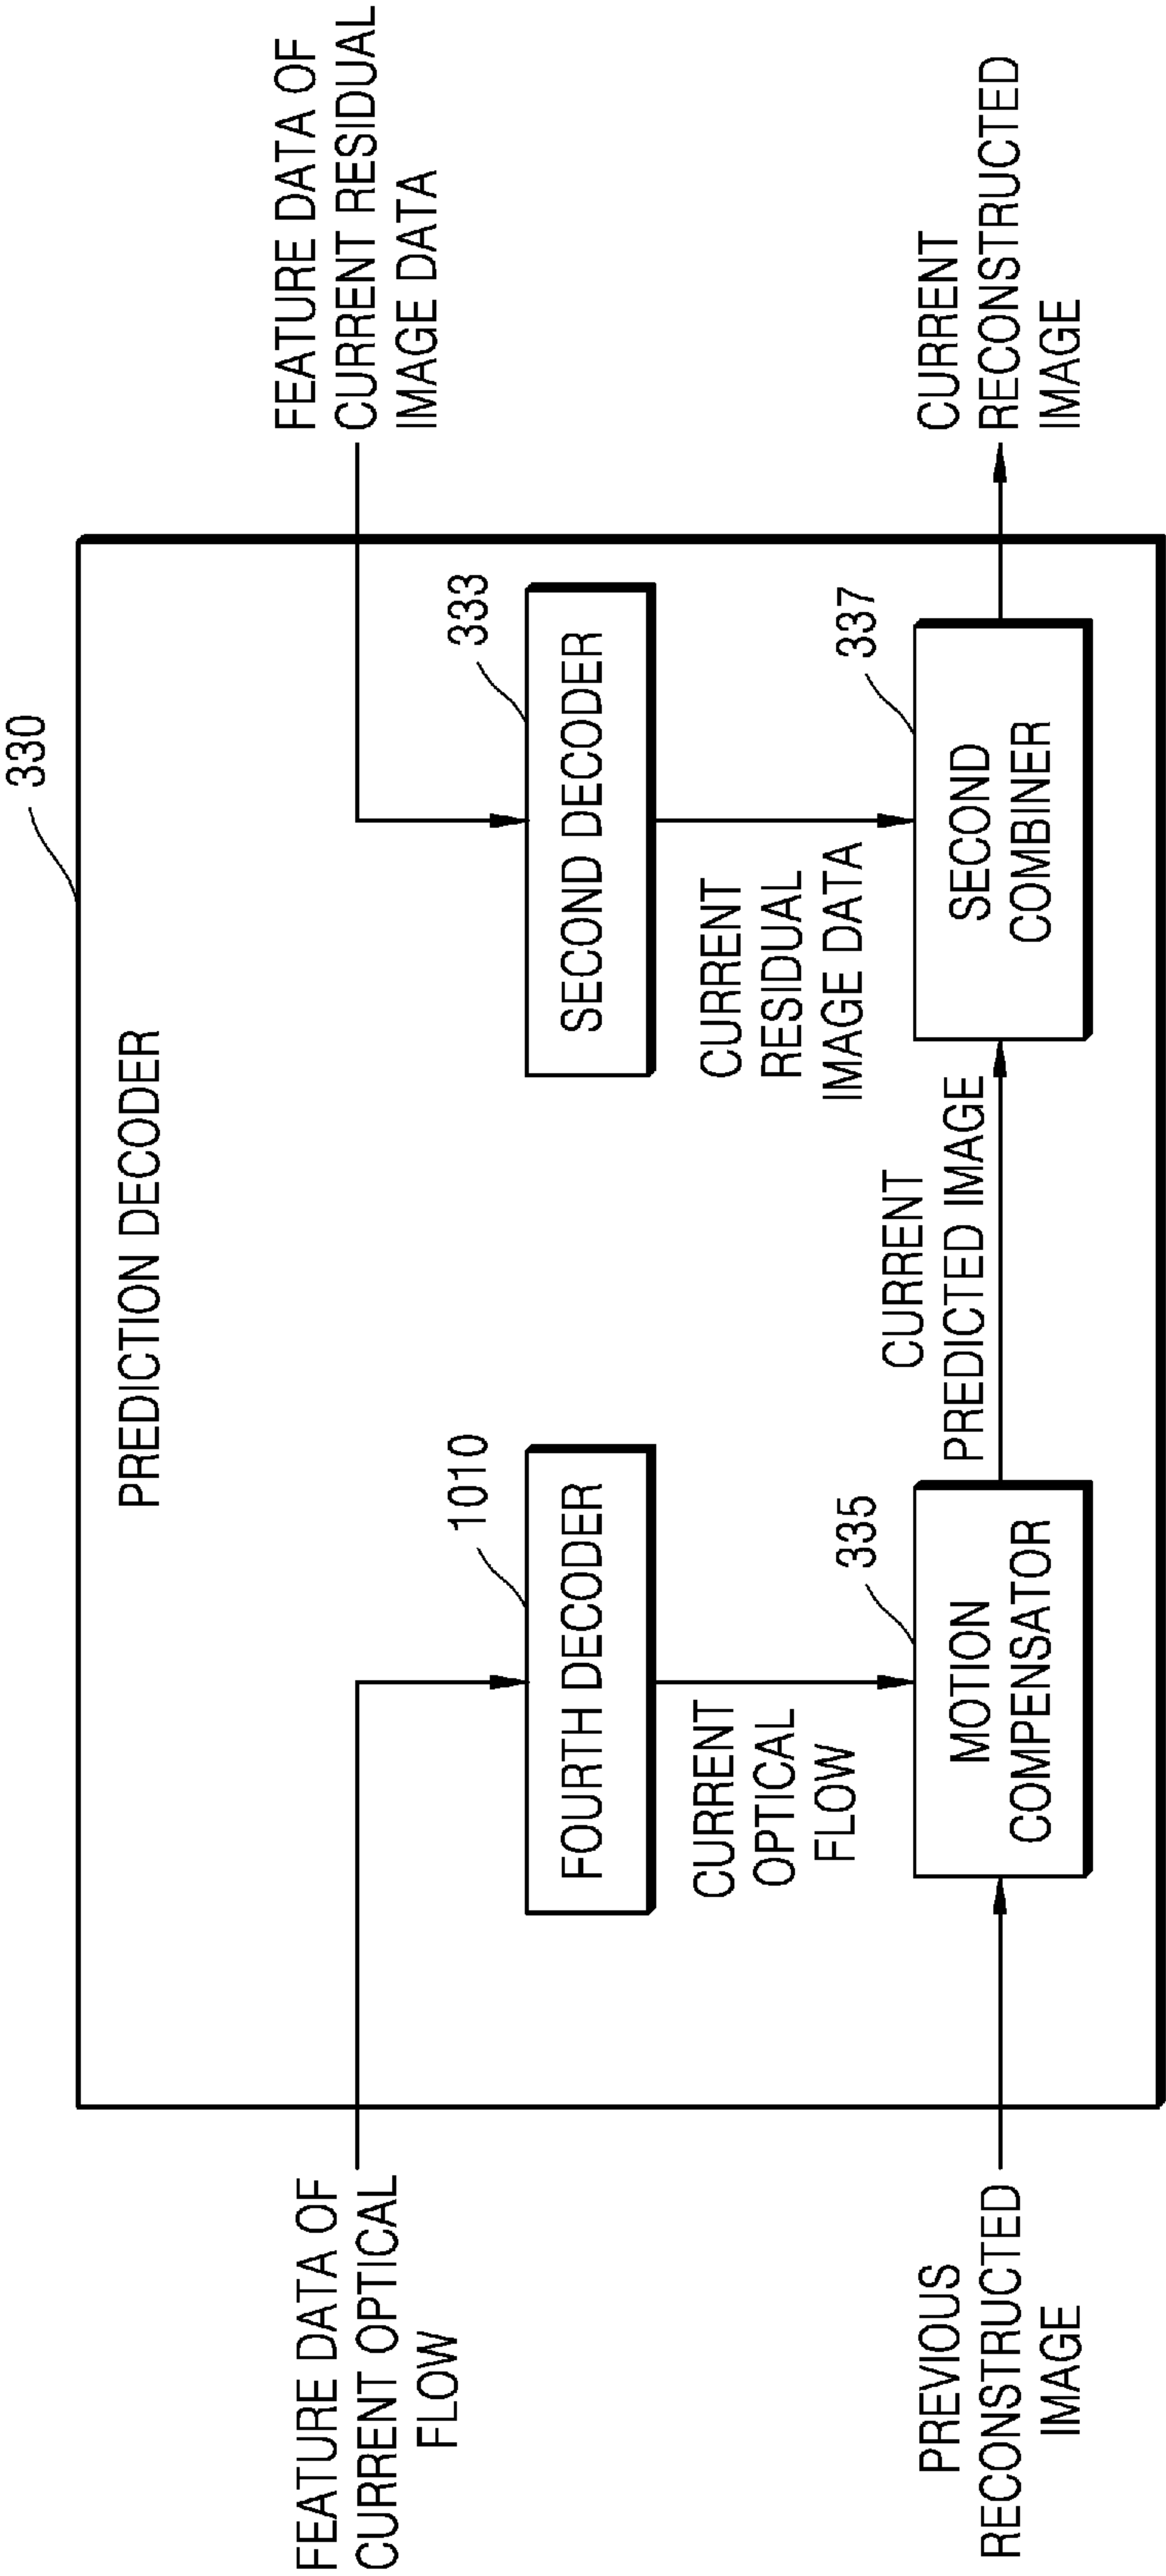 330
PREDICTION DECODER
FEATURE DATA OF
CURRENT OPTICAL
FLOW
1010
FOURTH DECODER
333
SECOND DECODER
FEATURE DATA OF
CURRENT RESIDUAL
IMAGE DATA
CURRENT
OPTICAL
FLOW
CURRENT
RESIDUAL
IMAGE DATA
PREVIOUS
RECONSTRUCTED
IMAGE
335
MOTION
COMPENSATOR
CURRENT
PREDICTED IMAGE
337
SECOND
COMBINER
CURRENT
RECONSTRUCTED
IMAGE